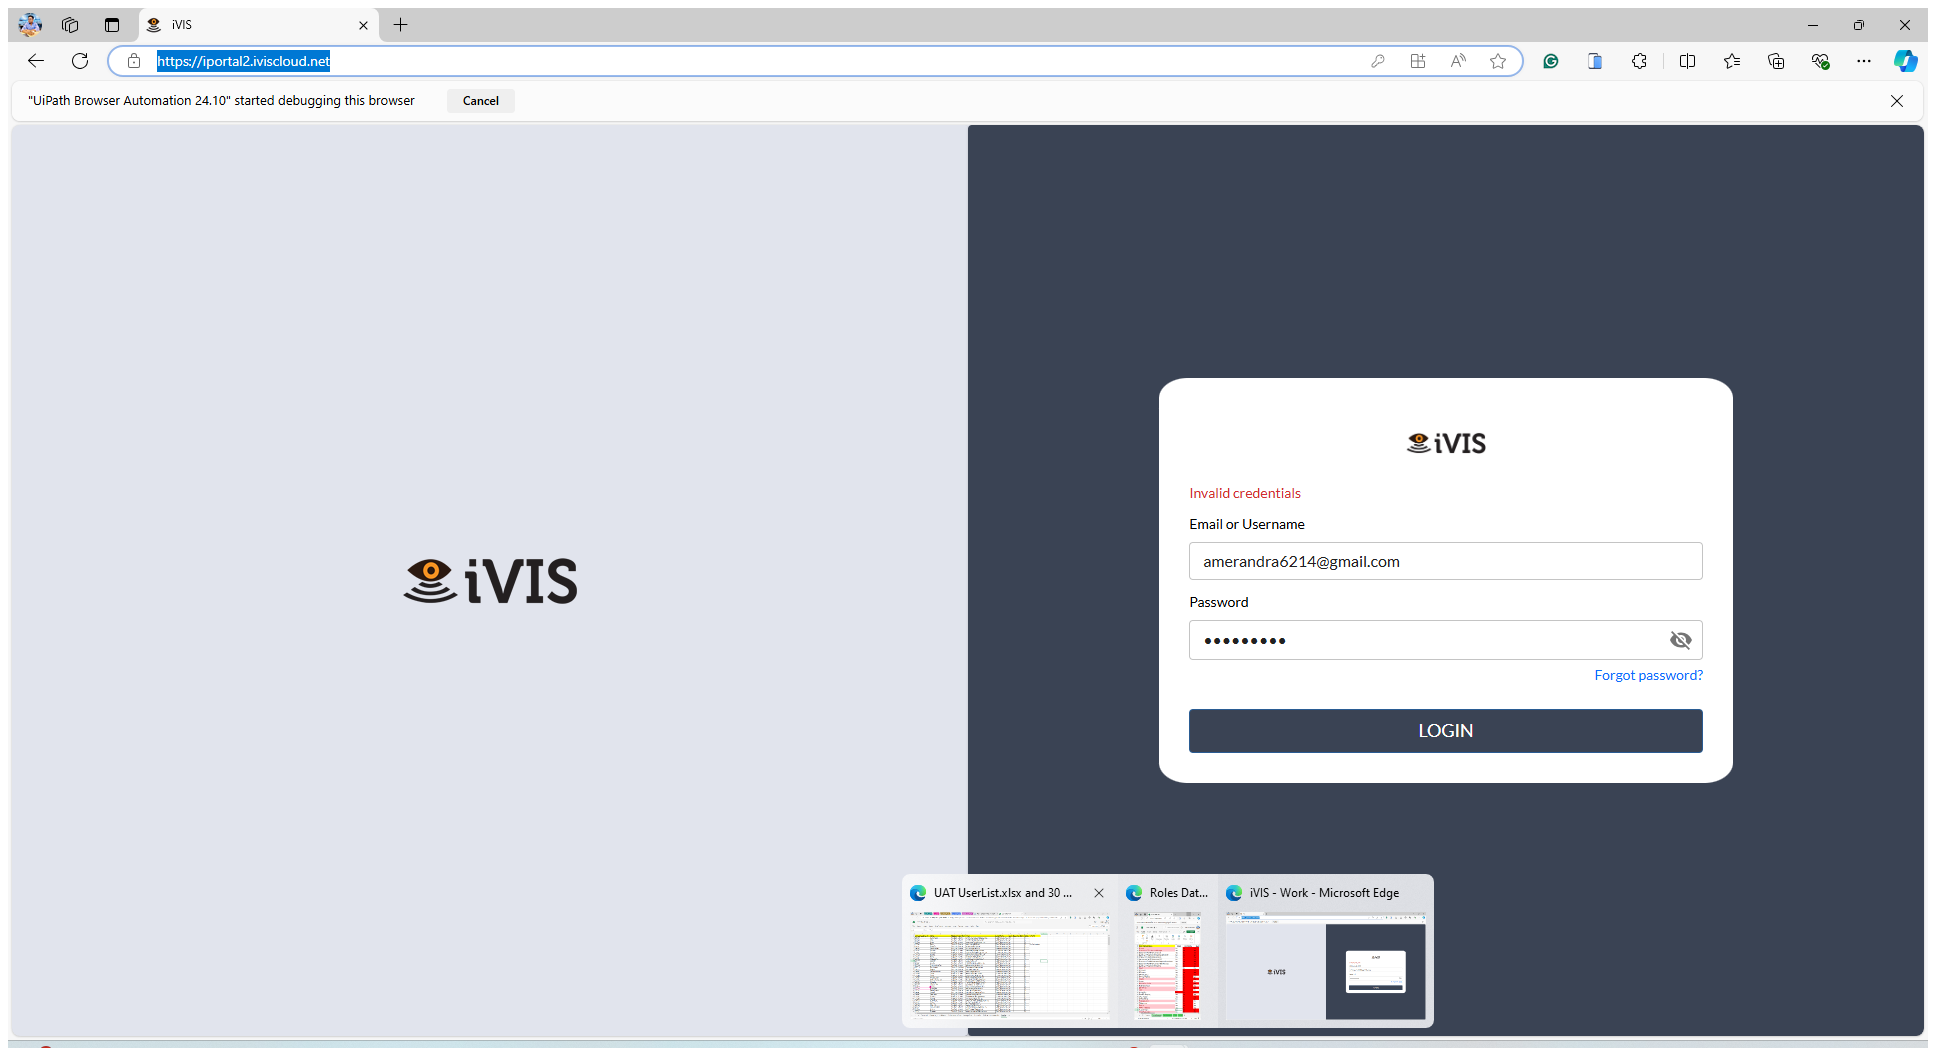 iVIS
https://iportal2.iviscloud.net
"UiPath Browser Automation 24.10" started debugging this browser
Cancel
iVIS
iVIS
Invalid credentials
Email or Username
amerandra6214@gmail.com
Password
Forgot password?
LOGIN
UAT UserList.xlsx and 30 ...
Roles Dat...
iVIS - Work - Microsoft Edge